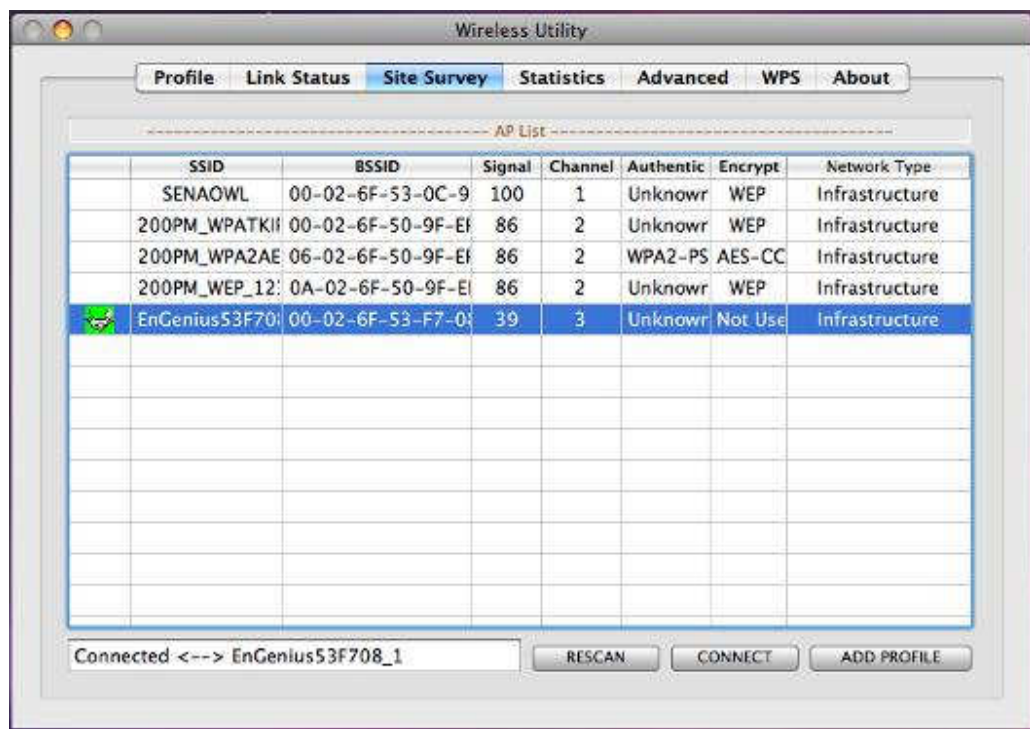 Wireless Utility
Profile Link Status Site Survey Statistics Advanced WPS About
AP List
SSID BSSID Signal Channel Authentic Encrypt Network Type
SENAOWL 00-02-6F-53-0C-9 100 1 Unknowr WEP Infrastructure
200PM_WPATKII 00-02-6F-50-9F-EF 86 2 Unknowr WEP Infrastructure
200PM_WPA2AE 06-02-6F-50-9F-EF 86 2 WPA2-PS AES-CC Infrastructure
200PM_WEP_12: 0A-02-6F-50-9F-E 86 2 Unknowr WEP Infrastructure
EnGenius53F70 00-02-6F-53-F7-0 39 3 Unknowr Not Use Infrastructure
Connected <--> EnGenius53F708_1
RESCAN CONNECT ADD PROFILE